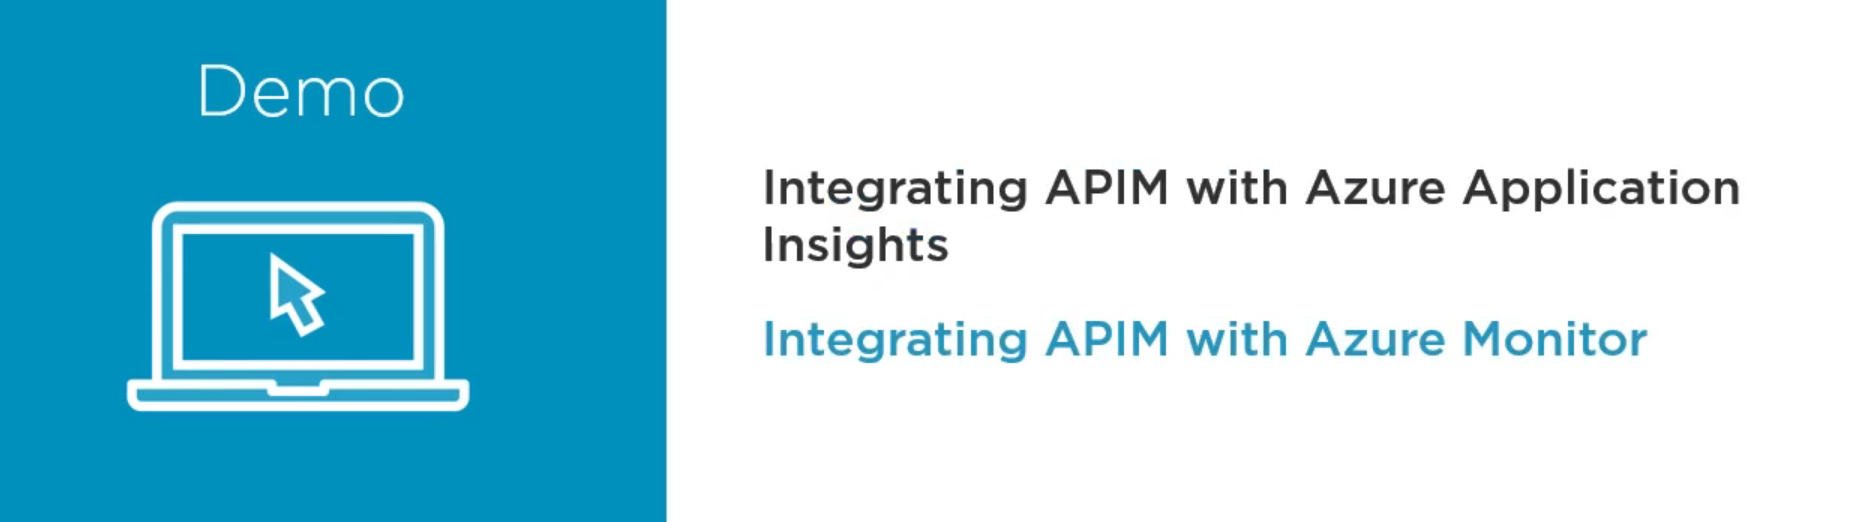 Demo
Integrating APIM with Azure Application
Insights
Integrating APIM with Azure Monitor